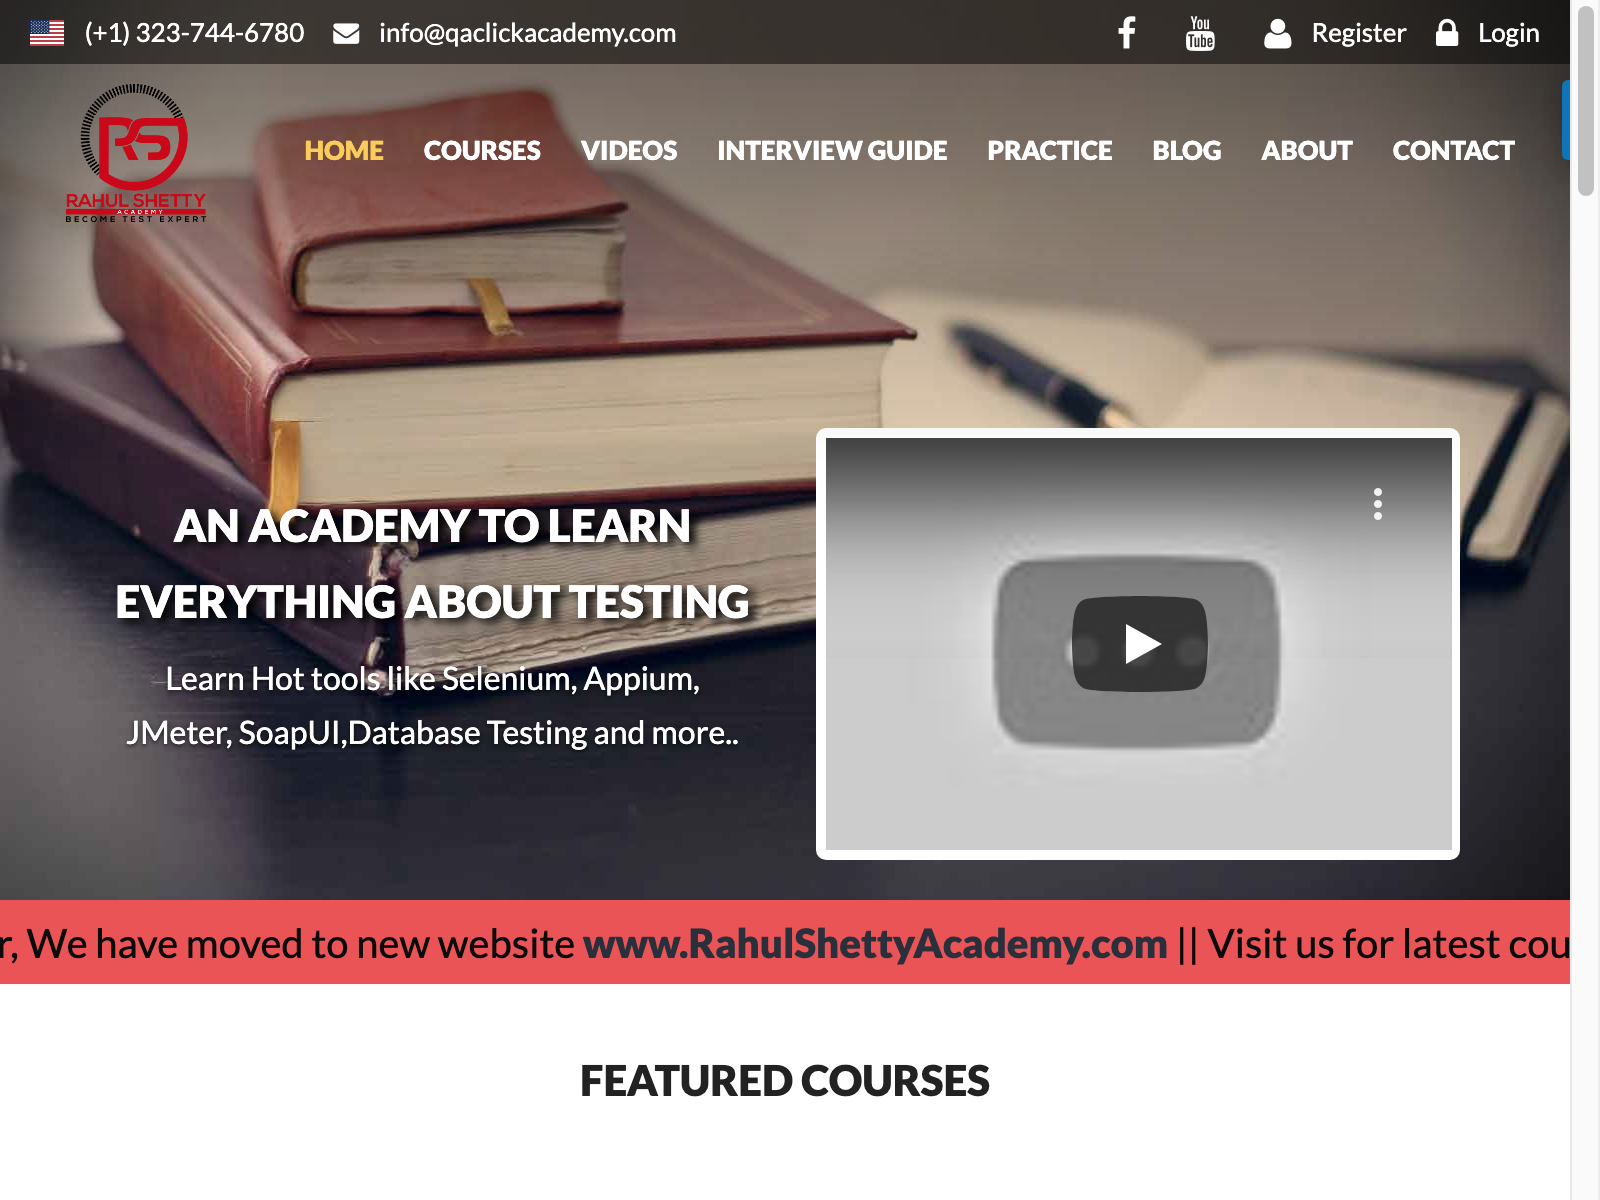 (+1) 323-744-6780 info@qaclickacademy.com Register Login
RAHUL SHETTY
ACADEMY
BECOME TEST EXPERT
HOME COURSES VIDEOS INTERVIEW GUIDE PRACTICE BLOG ABOUT CONTACT
AN ACADEMY TO LEARN
EVERYTHING ABOUT TESTING
Learn Hot tools like Selenium, Appium,
JMeter, SoapUI,Database Testing and more..
You
Tube
r, We have moved to new website www.RahulShettyAcademy.com || Visit us for latest cou
FEATURED COURSES